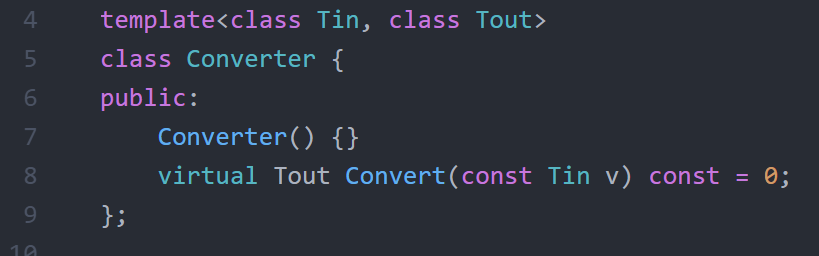 4 template<class Tin, class Tout>
5 class Converter {
6 public:
7     Converter() {}
8     virtual Tout Convert(const Tin v) const = 0;
9 };
10